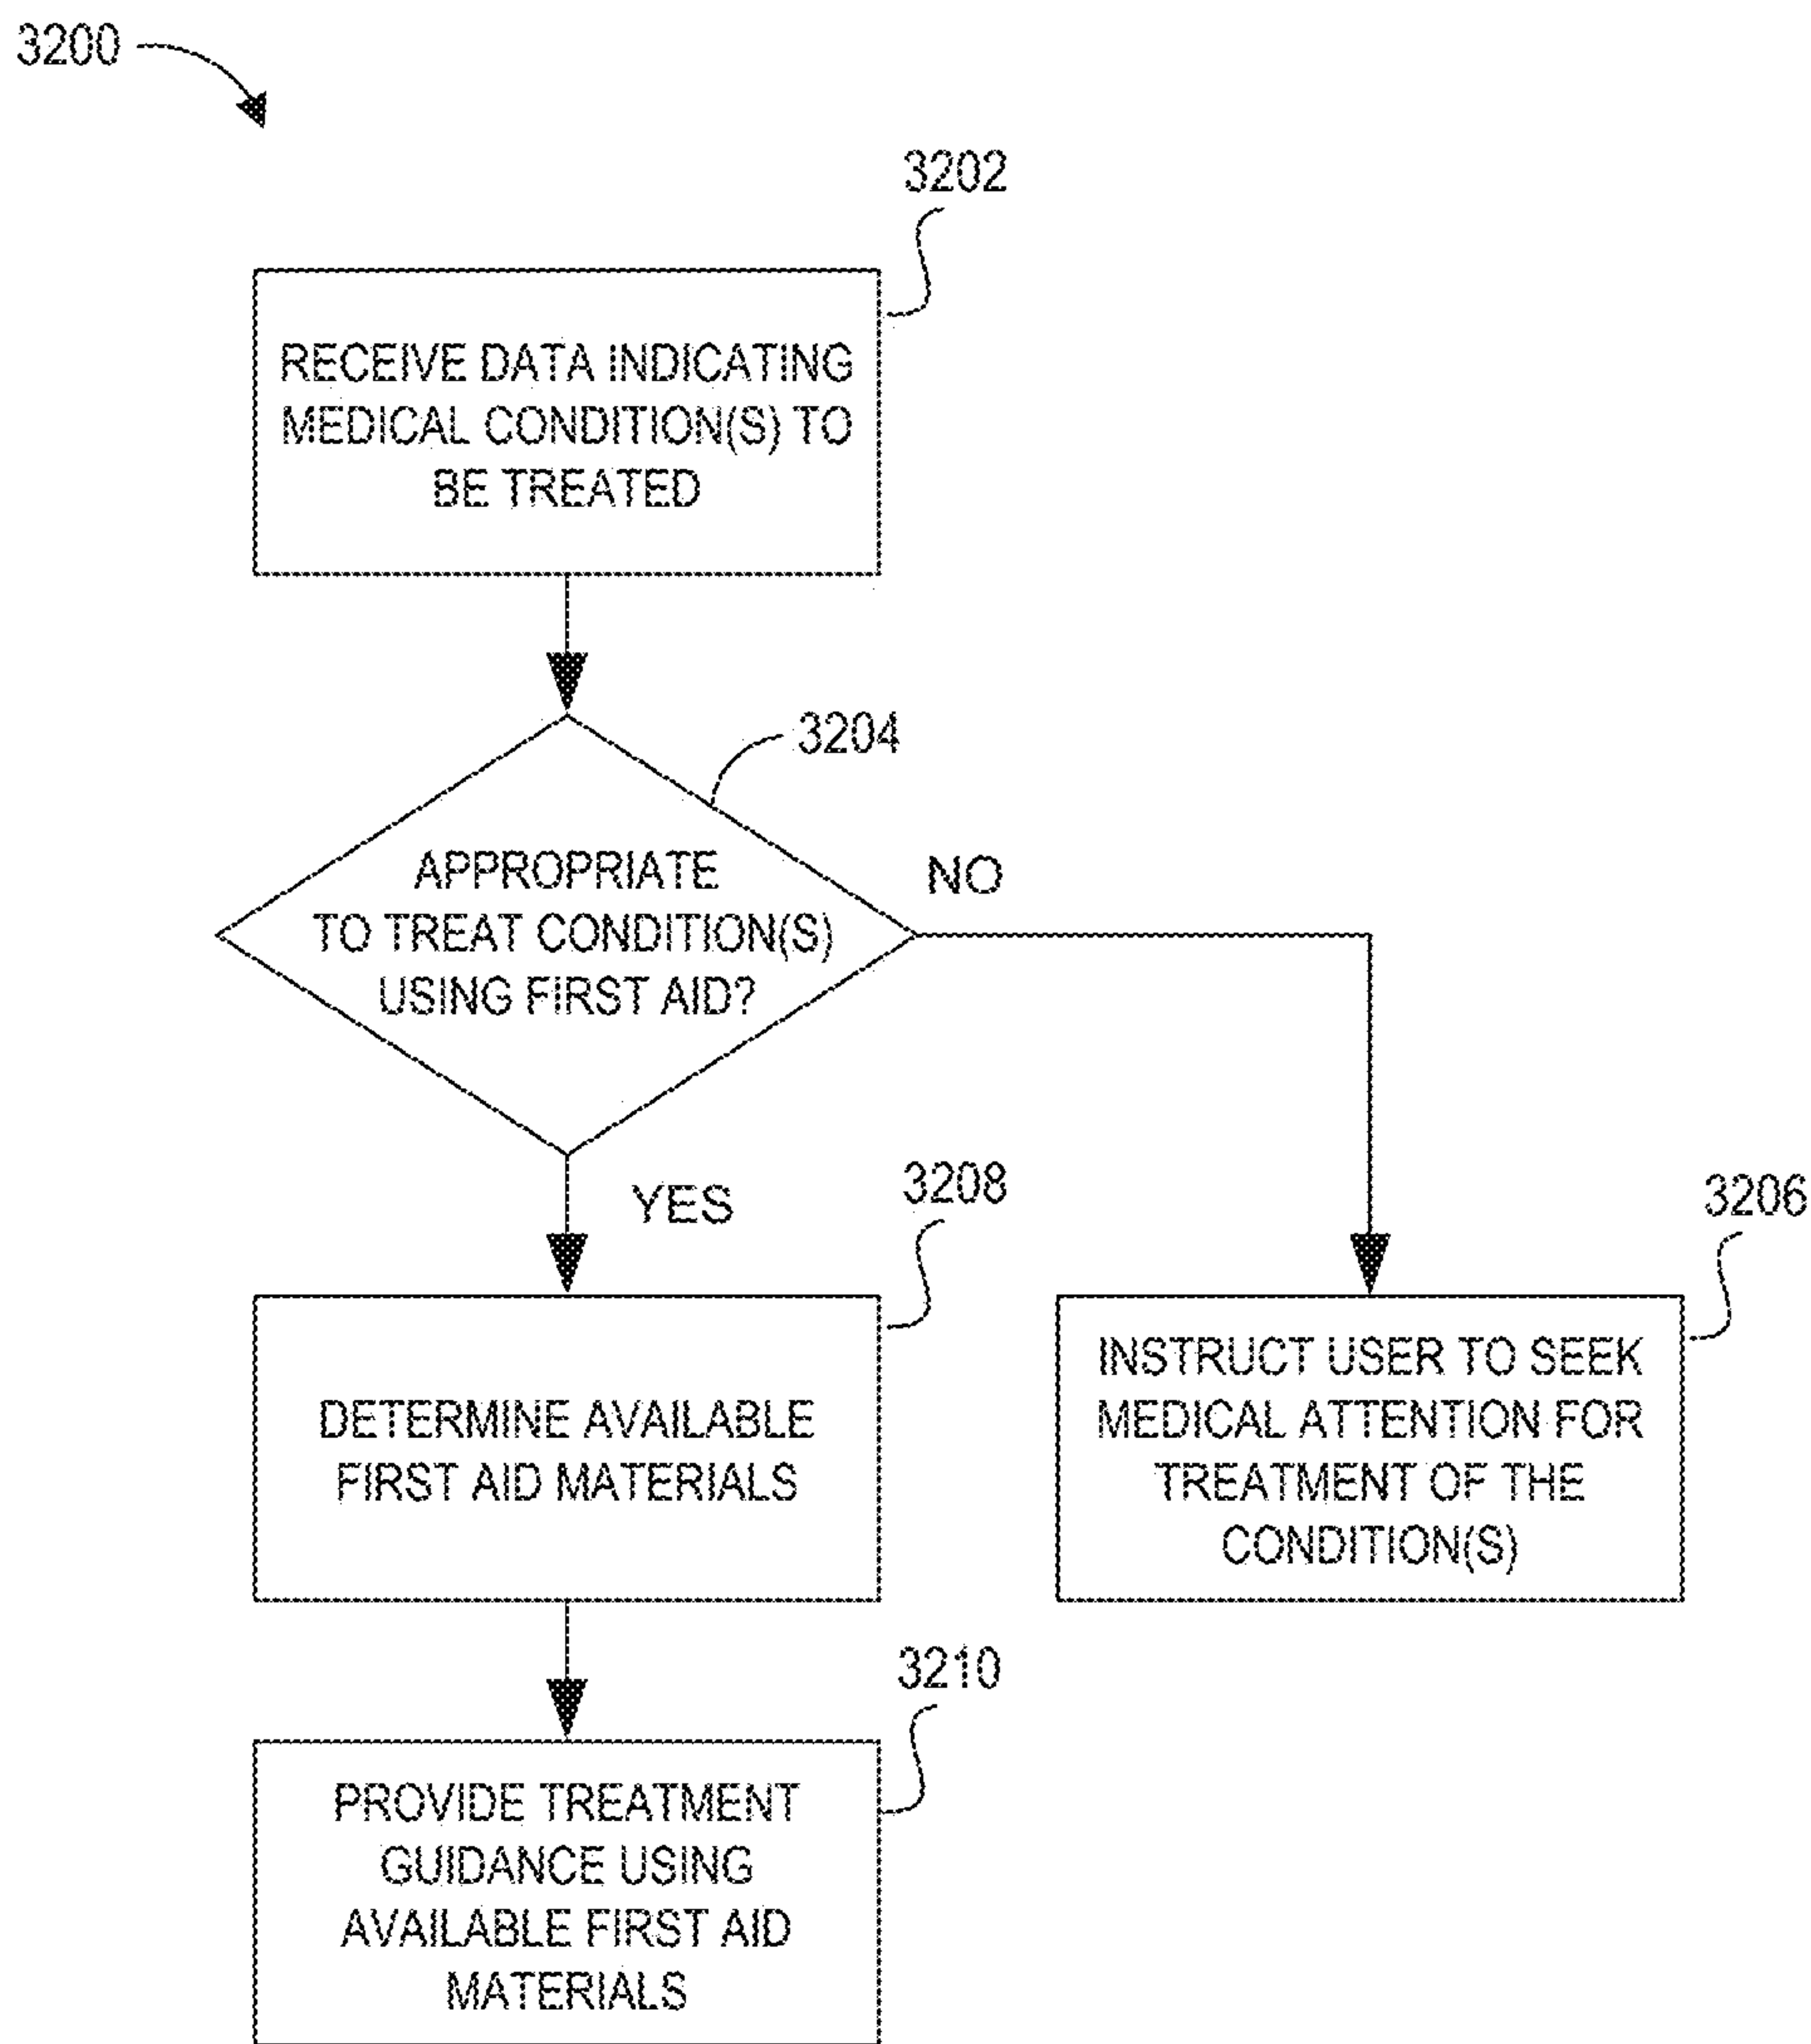 3200
3202
RECEIVE DATA INDICATING
MEDICAL CONDITION(S) TO
BE TREATED
3204
APPROPRIATE
TO TREAT CONDITION(S)
USING FIRST AID?
NO
YES
3208
DETERMINE AVAILABLE
FIRST AID MATERIALS
3206
INSTRUCT USER TO SEEK
MEDICAL ATTENTION FOR
TREATMENT OF THE
CONDITION(S)
3210
PROVIDE TREATMENT
GUIDANCE USING
AVAILABLE FIRST AID
MATERIALS